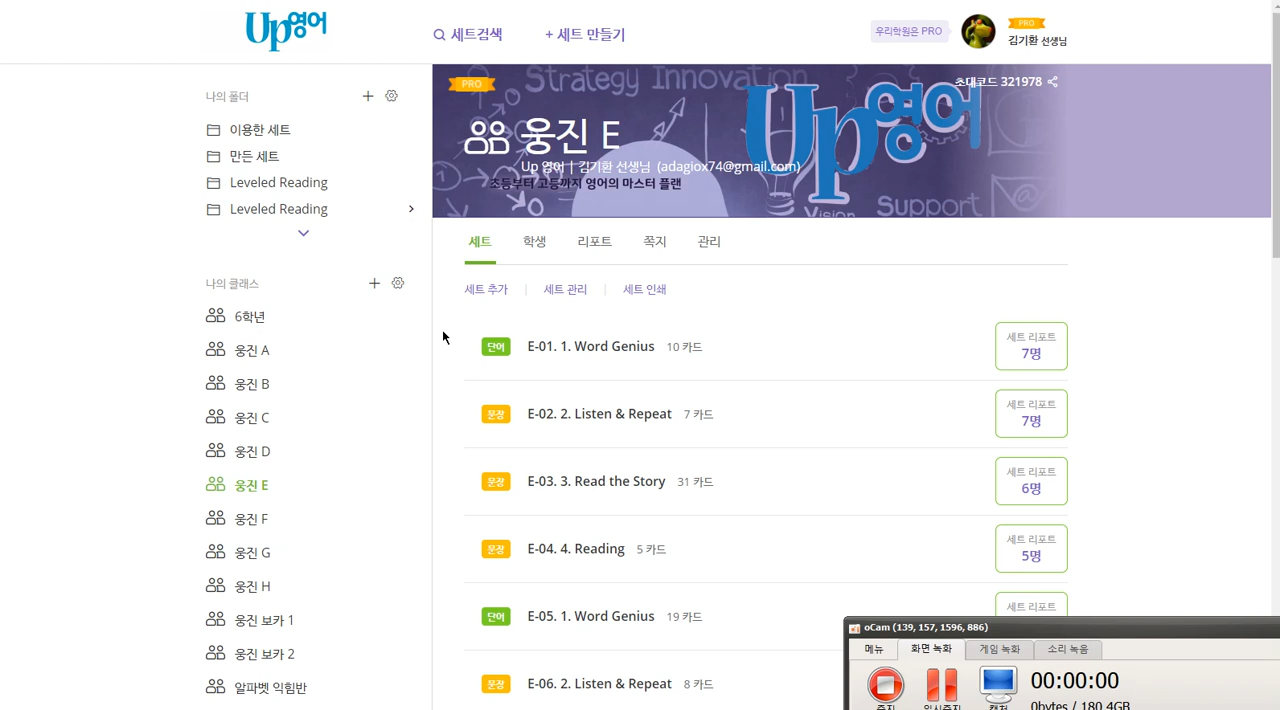 Up영어
세트검색
+ 세트 만들기
우리학원은 PRO
PRO
김기환 선생님
나의 폴더
이용한 세트
만든 세트
Leveled Reading
Leveled Reading
나의 클래스
6학년
웅진 A
웅진 B
웅진 C
웅진 D
웅진 E
웅진 F
웅진 G
웅진 H
웅진 보카 1
웅진 보카 2
알파벳 익힘반
PRO
Strategy Innovation
초대코드 321978
웅진 E
Up영어
Up 영어 | 김기환 선생님 (adagiox74@gmail.com)
초등부터 고등까지 영어의 마스터 플랜
Vision
Support
세트 학생 리포트 쪽지 관리
세트 추가 | 세트 관리 | 세트 인쇄
단어 E-01. 1. Word Genius 10 카드
세트 리포트
7명
문장 E-02. 2. Listen & Repeat 7 카드
세트 리포트
7명
문장 E-03. 3. Read the Story 31 카드
세트 리포트
6명
문장 E-04. 4. Reading 5 카드
세트 리포트
5명
단어 E-05. 1. Word Genius 19 카드
세트 리포트
문장 E-06. 2. Listen & Repeat 8 카드
oCam (139, 157, 1596, 886)
메뉴 화면 녹화 게임 녹화 소리 녹음
00:00:00
중지 일시중지 캡처
0bytes / 180.4GB